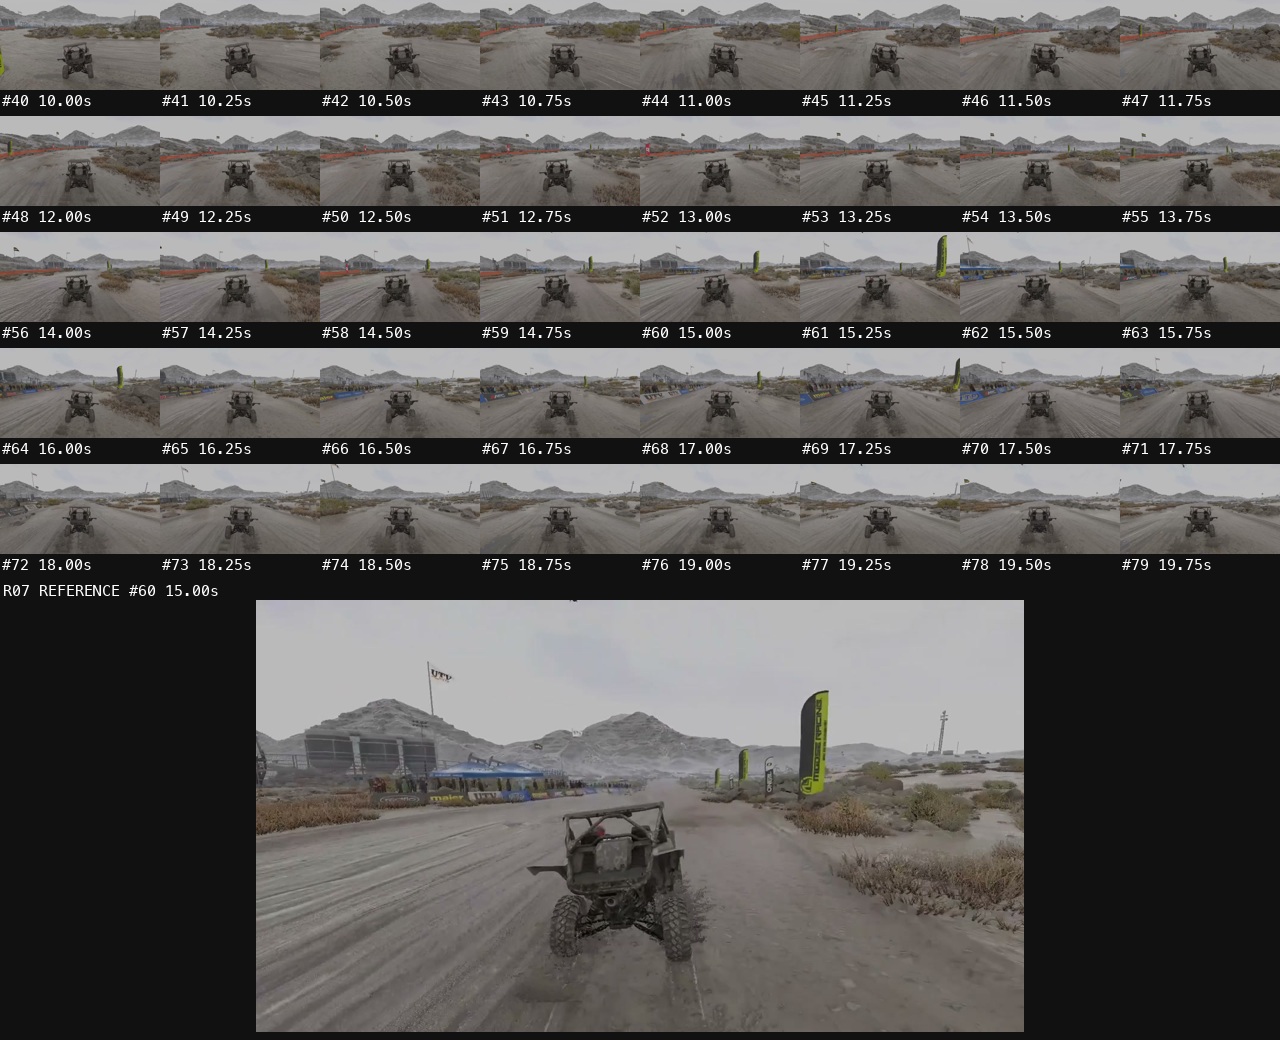 #40 10.00s #41 10.25s #42 10.50s #43 10.75s #44 11.00s #45 11.25s #46 11.50s #47 11.75s
#48 12.00s #49 12.25s #50 12.50s #51 12.75s #52 13.00s #53 13.25s #54 13.50s #55 13.75s
#56 14.00s #57 14.25s #58 14.50s #59 14.75s #60 15.00s #61 15.25s #62 15.50s #63 15.75s
#64 16.00s #65 16.25s #66 16.50s #67 16.75s #68 17.00s #69 17.25s #70 17.50s #71 17.75s
#72 18.00s #73 18.25s #74 18.50s #75 18.75s #76 19.00s #77 19.25s #78 19.50s #79 19.75s
R07 REFERENCE #60 15.00s
UTV
maier
UTV